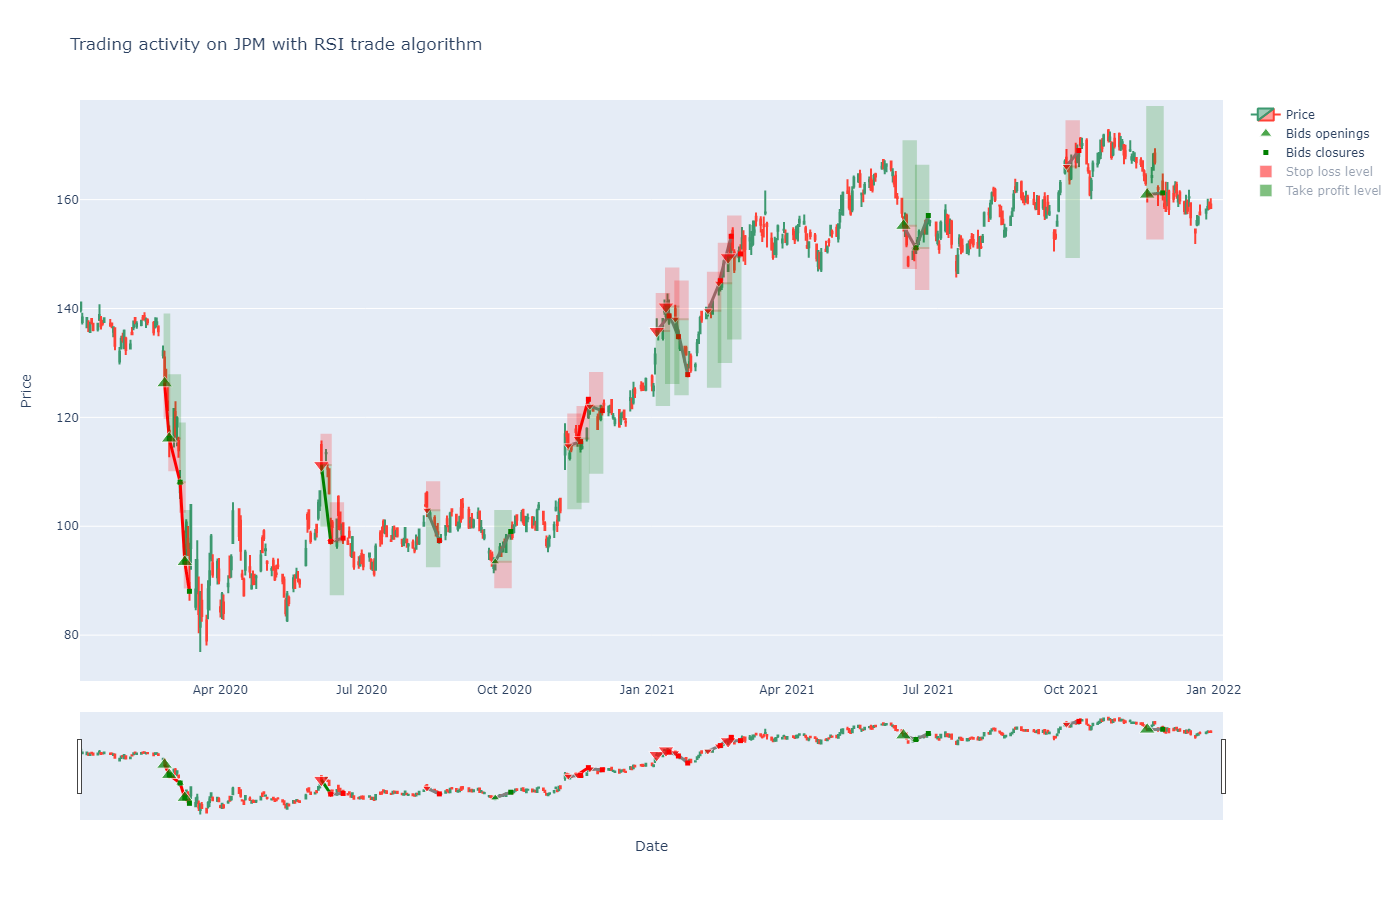 Trading activity on JPM with RSI trade algorithm
Price
Bids openings
Bids closures
Stop loss level
Take profit level
160
140
120
100
80
Price
Apr 2020
Jul 2020
Oct 2020
Jan 2021
Apr 2021
Jul 2021
Oct 2021
Jan 2022
Date